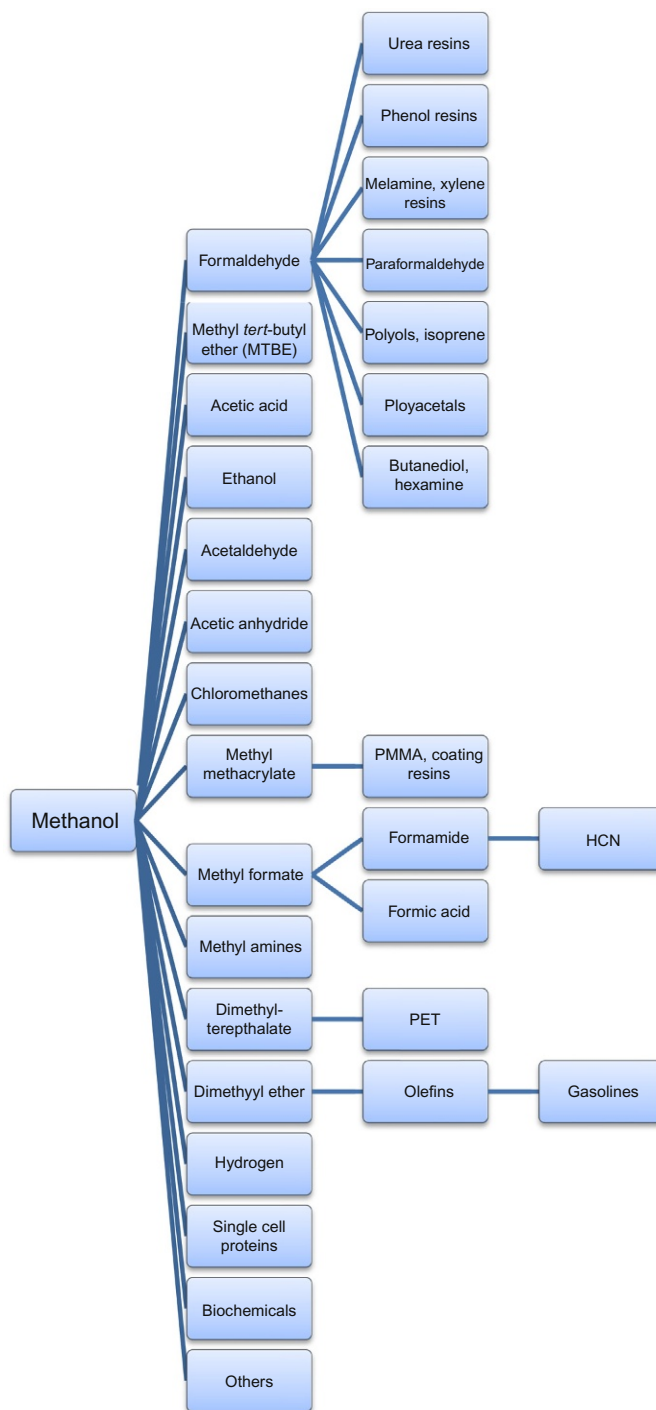 Urea resins
Phenol resins
Melamine, xylene
resins
Formaldehyde
Paraformaldehyde
Methyl tert-butyl
ether (MTBE)
Polyols, isoprene
Acetic acid
Ployacetals
Ethanol
Butanediol,
hexamine
Acetaldehyde
Acetic anhydride
Chloromethanes
Methyl
methacrylate
PMMA, coating
resins
Methanol
Formamide
HCN
Methyl formate
Formic acid
Methyl amines
Dimethyl-
terepthalate
PET
Dimethyyl ether
Olefins
Gasolines
Hydrogen
Single cell
proteins
Biochemicals
Others